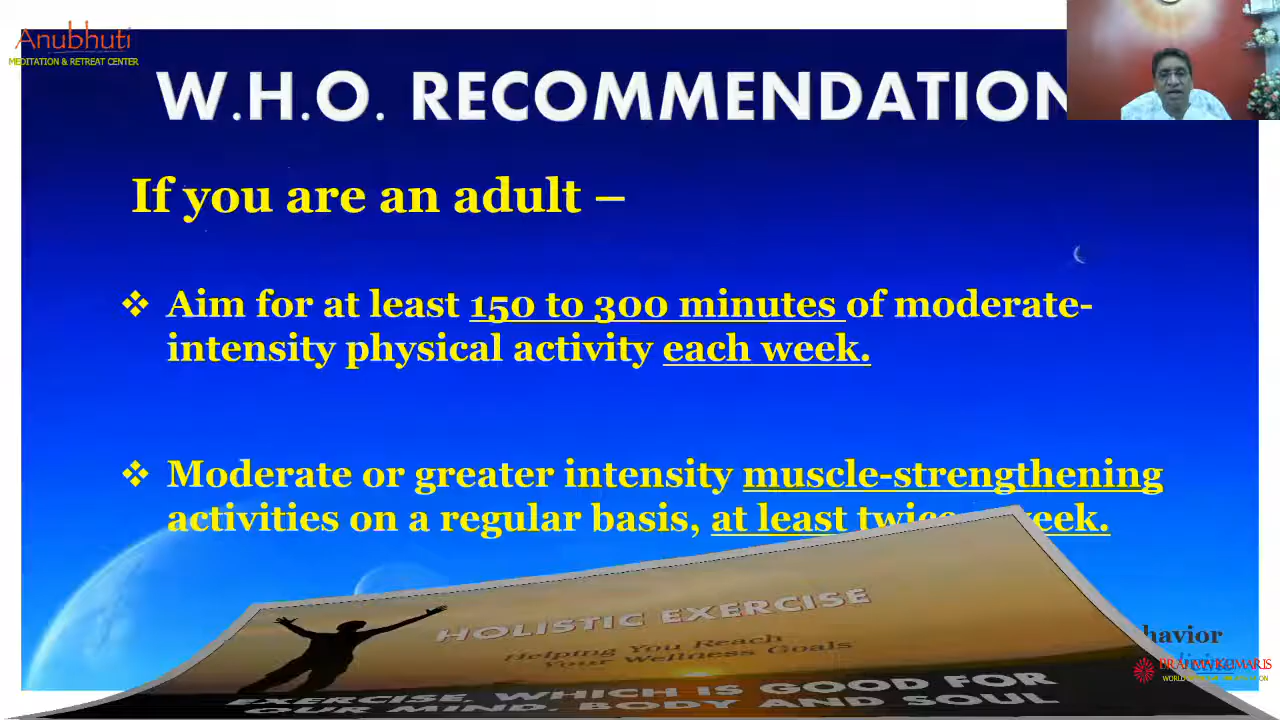 Anubhuti
MEDITATION & RETREAT CENTER
W.H.O. RECOMMENDATION
If you are an adult –
❖ Aim for at least 150 to 300 minutes of moderate-
intensity physical activity each week.
❖ Moderate or greater intensity muscle-strengthening
activities on a regular basis, at least twice a week.
HOLISTIC EXERCISE
Helping You Reach
Your Wellness Goals
EXERCISE, WHICH IS GOOD FOR
OUR MIND, BODY AND SOUL
havior
BRAHMA KUMARIS